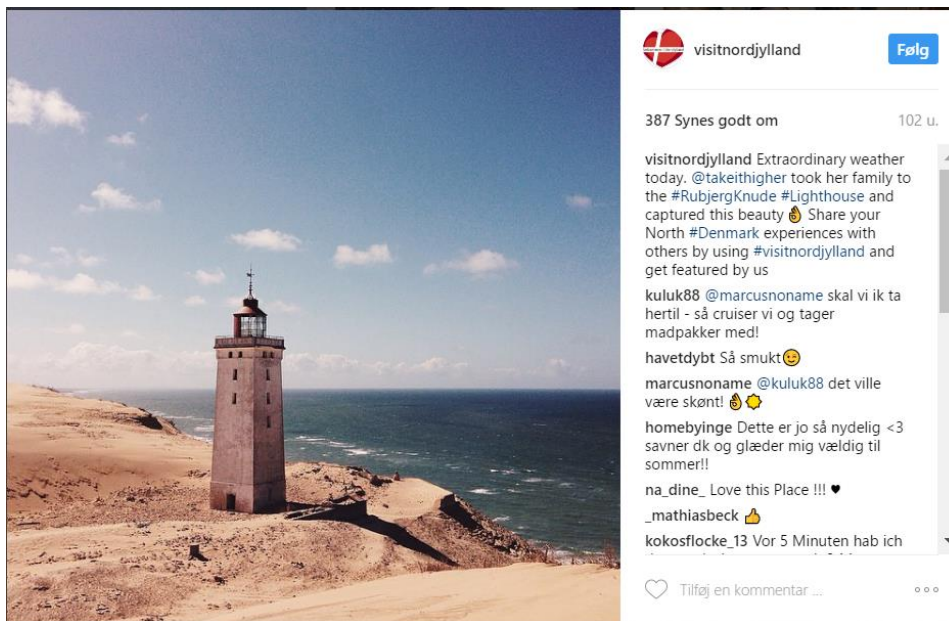 visitnordjylland
Følg
387 Synes godt om
102 u.
visitnordjylland Extraordinary weather
today. @takeithigher took her family to
the #RubjergKnude #Lighthouse and
captured this beauty 👌 Share your
North #Denmark experiences with
others by using #visitnordjylland and
get featured by us
kuluk88 @marcusnoname skal vi ik ta
hertil - så cruiser vi og tager
madpakker med!
havetdybt Så smukt😉
marcusnoname @kuluk88 det ville
være skønt! 👌🌞
homebyinge Dette er jo så nydelig <3
savner dk og glæder mig vældig til
sommer!!
na_dine_ Love this Place !!! ♥
_mathiasbeck 👍
kokosflocke_13 Vor 5 Minuten hab ich
Tilføj en kommentar ...